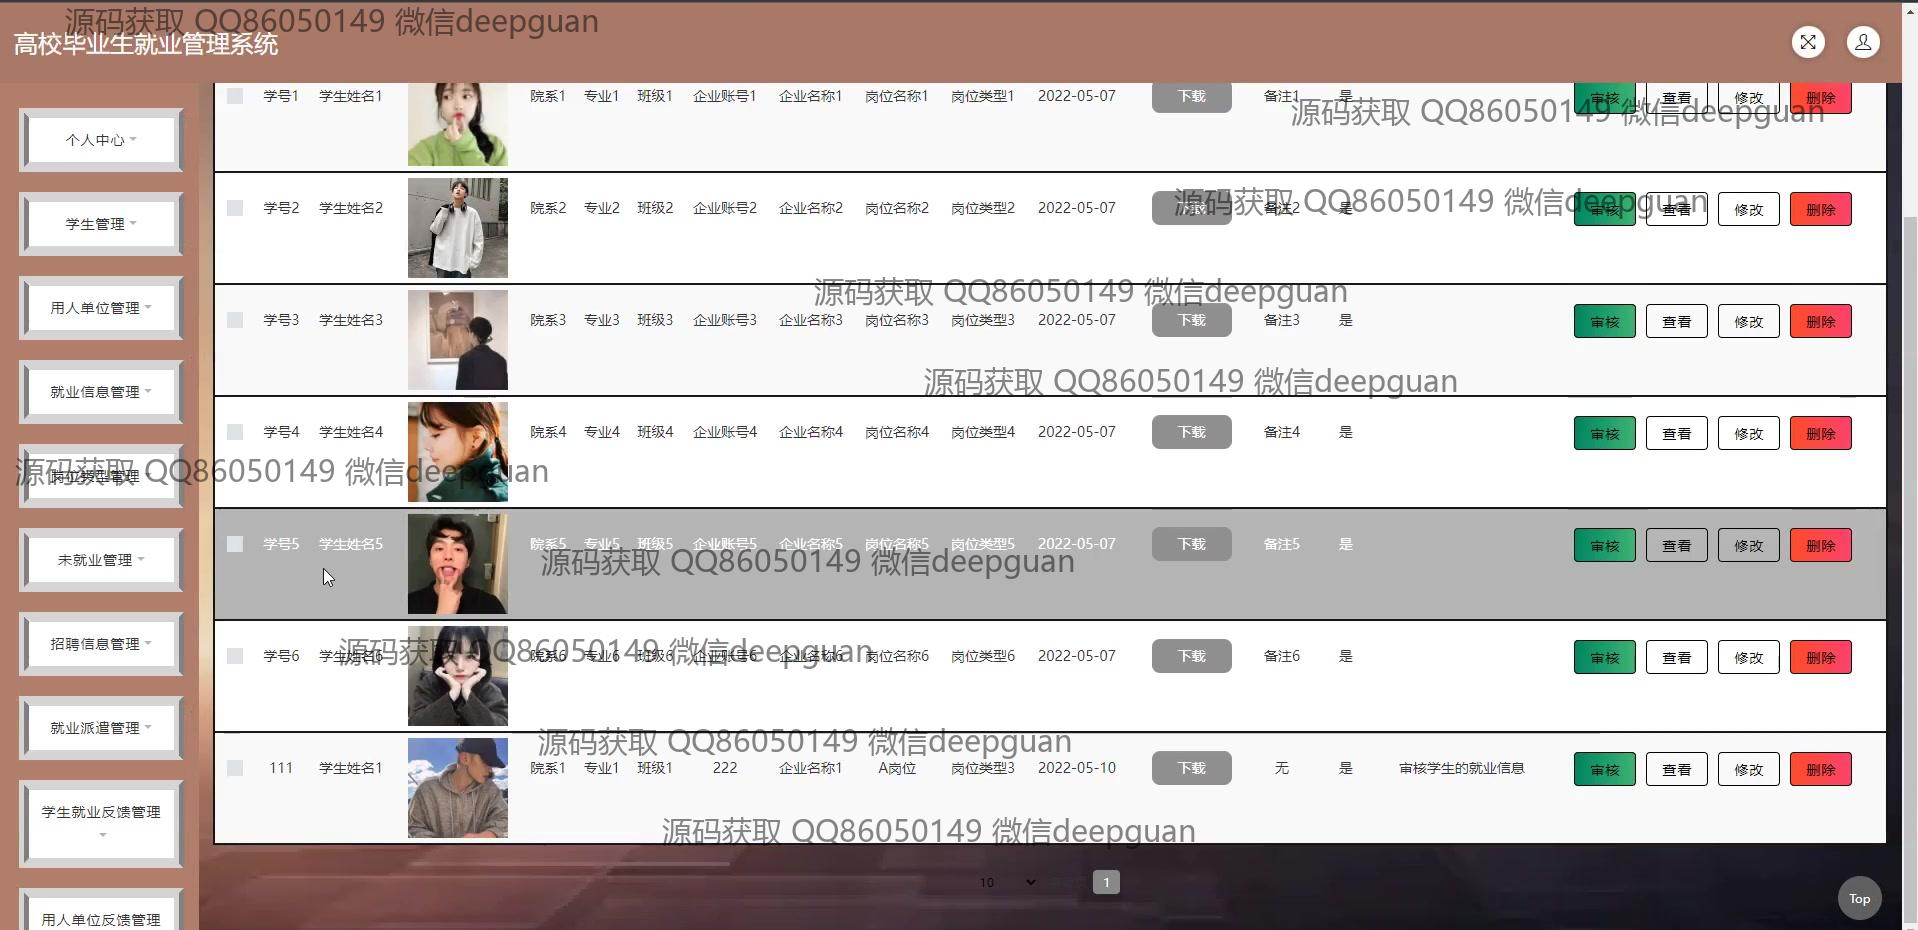 源码获取 QQ86050149 微信deepguan
高校毕业生就业管理系统
个人中心
学生管理
用人单位管理
就业信息管理
岗位类型管理
未就业管理
招聘信息管理
就业派遣管理
学生就业反馈管理
用人单位反馈管理
学号1 学生姓名1 院系1 专业1 班级1 企业账号1 企业名称1 岗位名称1 岗位类型1 2022-05-07 下载 备注1 是 审核 查看 修改 删除
源码获取 QQ86050149 微信deepguan
源码获取 QQ86050149 微信deepguan
学号2 学生姓名2 院系2 专业2 班级2 企业账号2 企业名称2 岗位名称2 岗位类型2 2022-05-07 下载 备注2 是 审核 查看 修改 删除
源码获取 QQ86050149 微信deepguan
学号3 学生姓名3 院系3 专业3 班级3 企业账号3 企业名称3 岗位名称3 岗位类型3 2022-05-07 下载 备注3 是 审核 查看 修改 删除
源码获取 QQ86050149 微信deepguan
学号4 学生姓名4 院系4 专业4 班级4 企业账号4 企业名称4 岗位名称4 岗位类型4 2022-05-07 下载 备注4 是 审核 查看 修改 删除
源码获取 QQ86050149 微信deepguan
学号5 学生姓名5 院系5 专业5 班级5 企业账号5 企业名称5 岗位名称5 岗位类型5 2022-05-07 下载 备注5 是 审核 查看 修改 删除
源码获取 QQ86050149 微信deepguan
学号6 学生姓名6 院系6 专业6 班级6 企业账号6 企业名称6 岗位名称6 岗位类型6 2022-05-07 下载 备注6 是 审核 查看 修改 删除
源码获取 QQ86050149 微信deepguan
源码获取 QQ86050149 微信deepguan
111 学生姓名1 院系1 专业1 班级1 222 企业名称1 A岗位 岗位类型3 2022-05-10 下载 无 是 审核学生的就业信息 审核 查看 修改 删除
源码获取 QQ86050149 微信deepguan
10 1
Top